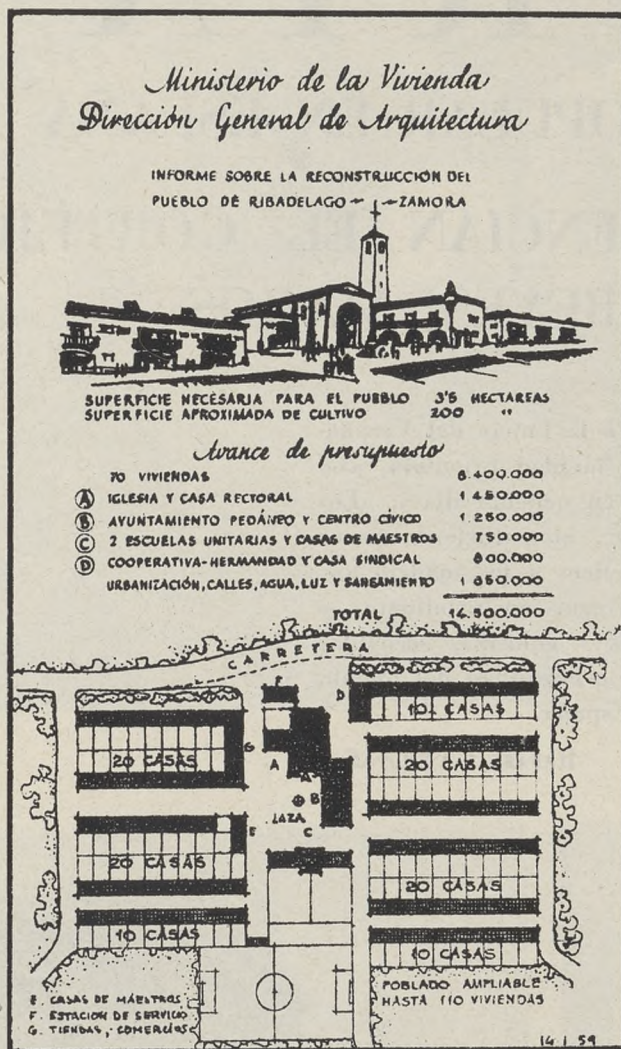 Ministerio de la Vivienda
Dirección General de Arquitectura
INFORME SOBRE LA RECONSTRUCCIÓN DEL
PUEBLO DE RIBADELAGO ZAMORA
SUPERFICIE NECESARIA PARA EL PUEBLO 3'5 HECTAREAS
SUPERFICIE APROXIMADA DE CULTIVO 200 "
Avance de presupuesto
70 VIVIENDAS 8.400.000
A IGLESIA Y CASA RECTORAL 1.450.000
B AYUNTAMIENTO PEDÁNEO Y CENTRO CÍVICO 1.250.000
C 2 ESCUELAS UNITARIAS Y CASAS DE MAESTROS 750000
D COOPERATIVA-HERMANDAD Y CASA SINDICAL 800.000
URBANIZACIÓN, CALLES, AGUA, LUZ Y SANEAMIENTO 1 850.000
TOTAL 14.500.000
CARRETERA
F
D
10 CASAS
G
20 CASAS
A
20 CASAS
B
LAZA
C
E
20 CASAS
20 CASAS
10 CASAS
10 CASAS
E. CASAS DE MAESTROS
F. ESTACION DE SERVICIO
G. TIENDAS, COMERCIOS
POBLADO AMPLIABLE
HASTA 110 VIVIENDAS
14 1 59